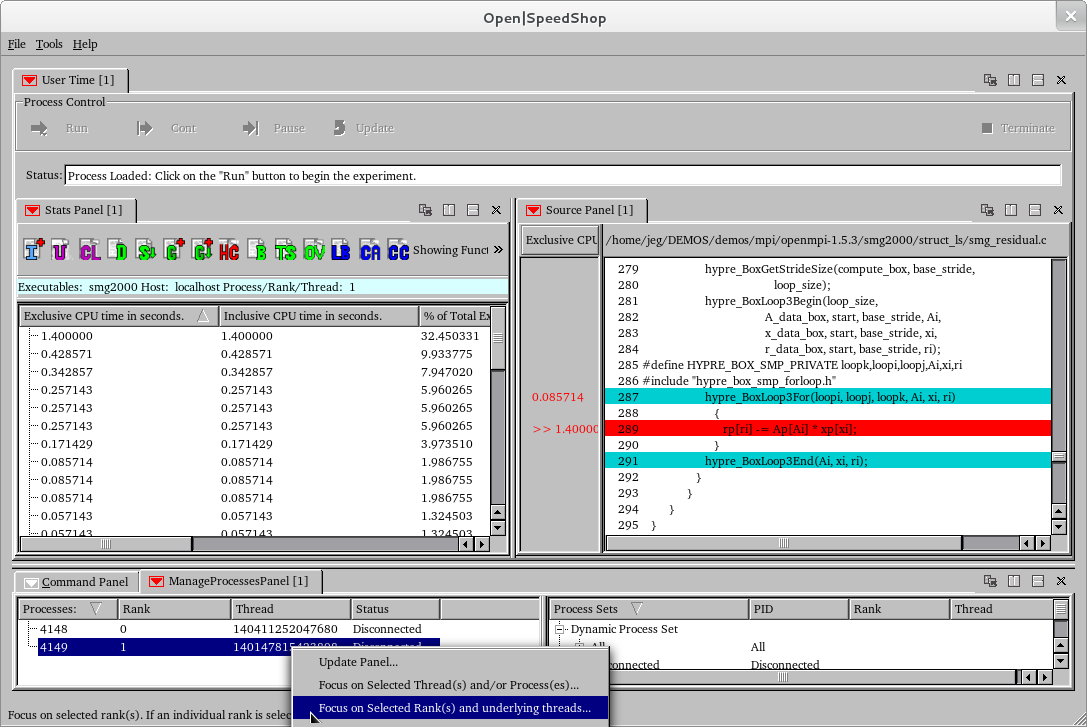 Open|SpeedShop
File Tools Help
User Time [1]
Process Control
Run Cont Pause Update Terminate
Status: Process Loaded: Click on the "Run" button to begin the experiment.
Stats Panel [1]
I U CL D S↓ G G↓ HC B TS OV LB CA CC Showing Funct »
Executables: smg2000 Host: localhost Process/Rank/Thread: 1
Exclusive CPU time in seconds. Inclusive CPU time in seconds. % of Total Ex
1.400000 1.400000 32.450331
0.428571 0.428571 9.933775
0.342857 0.342857 7.947020
0.257143 0.257143 5.960265
0.257143 0.257143 5.960265
0.257143 0.257143 5.960265
0.171429 0.171429 3.973510
0.085714 0.085714 1.986755
0.085714 0.085714 1.986755
0.085714 0.085714 1.986755
0.057143 0.057143 1.324503
0.057143 0.057143 1.324503
Source Panel [1]
Exclusive CPU /home/jeg/DEMOS/demos/mpi/openmpi-1.5.3/smg2000/struct_ls/smg_residual.c
279 hypre_BoxGetStrideSize(compute_box, base_stride,
280 loop_size);
281 hypre_BoxLoop3Begin(loop_size,
282 A_data_box, start, base_stride, Ai,
283 x_data_box, start, base_stride, xi,
284 r_data_box, start, base_stride, ri);
285 #define HYPRE_BOX_SMP_PRIVATE loopk,loopi,loopj,Ai,xi,ri
286 #include "hypre_box_smp_forloop.h"
0.085714 287 hypre_BoxLoop3For(loopi, loopj, loopk, Ai, xi, ri)
288 {
>> 1.40000 289 rp[ri] -= Ap[Ai] * xp[xi];
290 }
291 hypre_BoxLoop3End(Ai, xi, ri);
292 }
293 }
294 }
295 }
Command Panel ManageProcessesPanel [1]
Processes: Rank Thread Status
4148 0 140411252047680 Disconnected
4149 1
Process Sets PID Rank Thread
Dynamic Process Set
All All
connected Disconnected
Update Panel...
Focus on Selected Thread(s) and/or Process(es)...
Focus on Selected Rank(s) and underlying threads...
Focus on selected rank(s). If an individual rank is selec